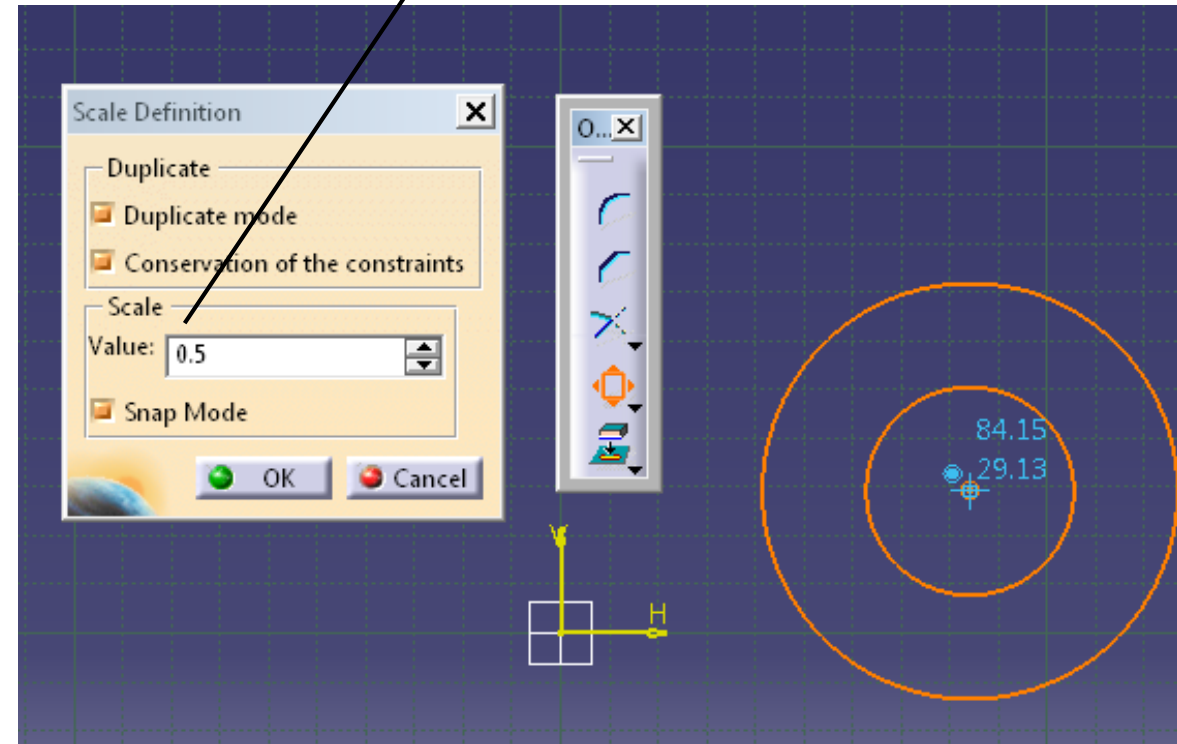 Scale Definition
Duplicate
Duplicate mode
Conservation of the constraints
Scale
Value: 0.5
Snap Mode
OK Cancel
O...
84.15
29.13
V
H